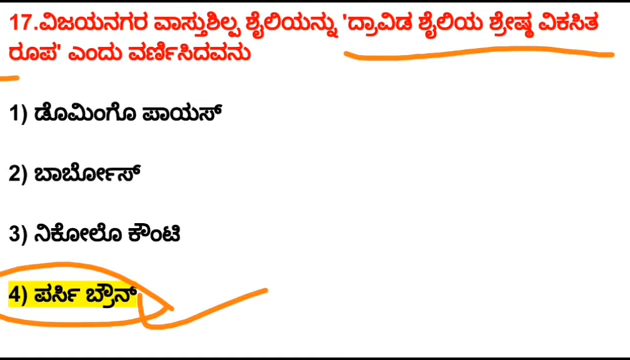 17.ವಿಜಯನಗರ ವಾಸ್ತುಶಿಲ್ಪ ಶೈಲಿಯನ್ನು 'ದ್ರಾವಿಡ ಶೈಲಿಯ ಶ್ರೇಷ್ಠ ವಿಕಸಿತ
ರೂಪ' ಎಂದು ವರ್ಣಿಸಿದವನು
1) ಡೊಮಿಂಗೊ ಪಾಯಸ್
2) ಬಾರ್ಬೋಸ್
3) ನಿಕೋಲೊ ಕೌಂಟಿ
4) ಪರ್ಸಿ ಬ್ರೌನ್